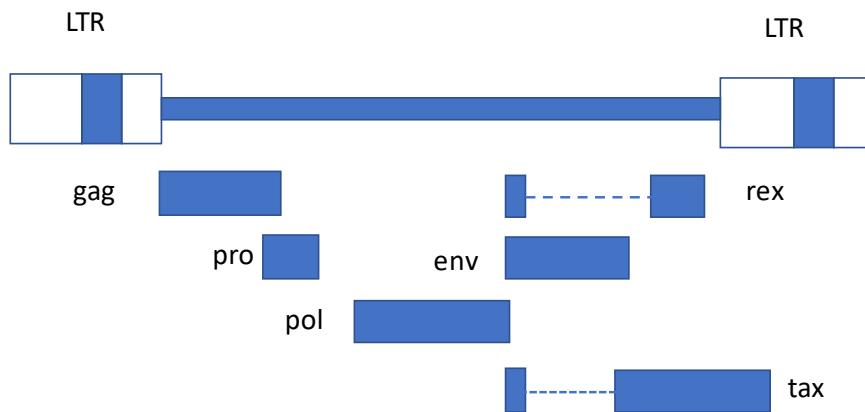 LTR
LTR
gag
rex
pro
env
pol
tax